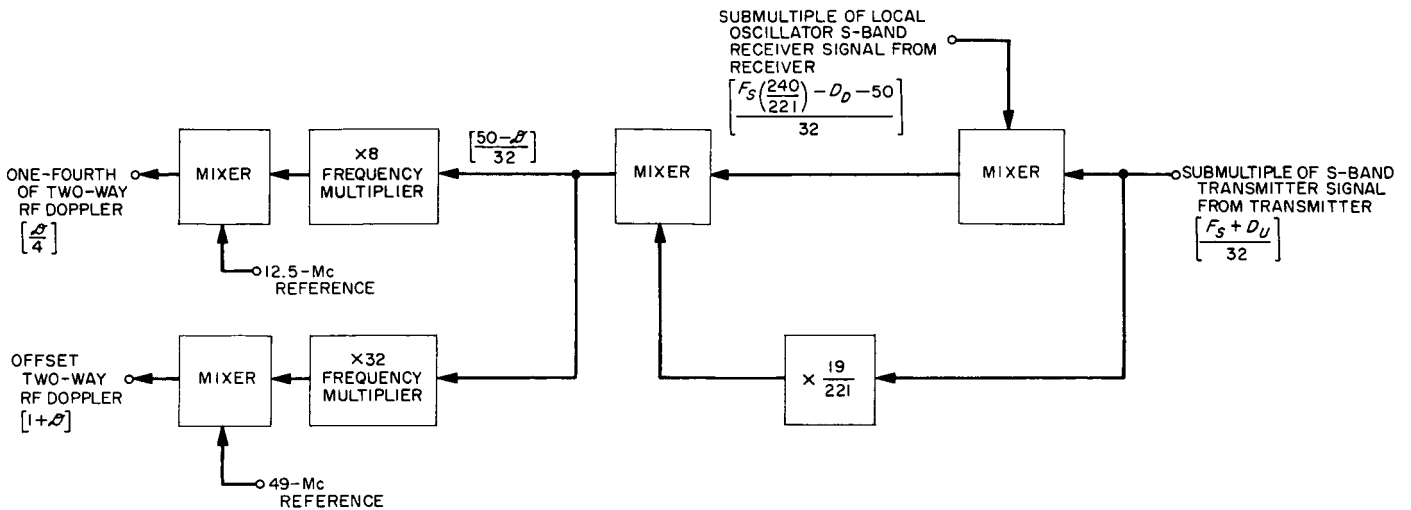 SUBMULTIPLE OF LOCAL
OSCILLATOR S-BAND
RECEIVER SIGNAL FROM
RECEIVER
[F_S(240/221) − D_D − 50 / 32]
MIXER
×8
FREQUENCY
MULTIPLIER
[50−𝒟 / 32]
MIXER
MIXER
ONE-FOURTH
OF TWO-WAY
RF DOPPLER
[𝒟/4]
SUBMULTIPLE OF S-BAND
TRANSMITTER SIGNAL
FROM TRANSMITTER
[F_S + D_U / 32]
12.5-Mc
REFERENCE
OFFSET
TWO-WAY
RF DOPPLER
[1+𝒟]
MIXER
×32
FREQUENCY
MULTIPLIER
× 19/221
49-Mc
REFERENCE